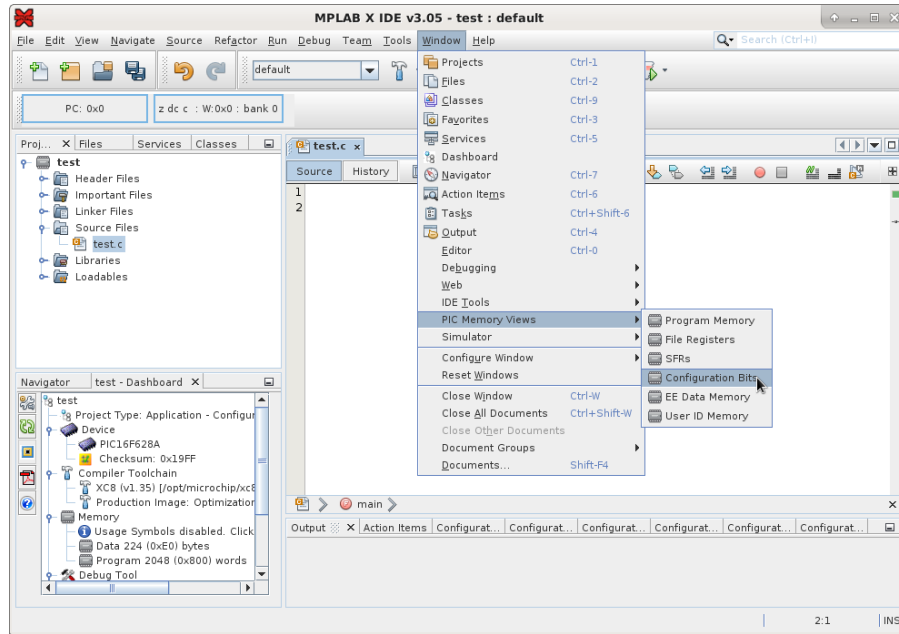 MPLAB X IDE v3.05 - test : default
File Edit View Navigate Source Refactor Run Debug Team Tools Window Help
Search (Ctrl+I)
default
PC: 0x0
z dc c : W:0x0 : bank 0
Proj... Files Services Classes
test
Header Files
Important Files
Linker Files
Source Files
test.c
Libraries
Loadables
test.c
Source History
1
2
Projects Ctrl-1
Files Ctrl-2
Classes Ctrl-9
Favorites Ctrl-3
Services Ctrl-5
Dashboard
Navigator Ctrl-7
Action Items Ctrl-6
Tasks Ctrl+Shift-6
Output Ctrl-4
Editor Ctrl-0
Debugging
Web
IDE Tools
PIC Memory Views
Simulator
Configure Window
Reset Windows
Close Window Ctrl-W
Close All Documents Ctrl+Shift-W
Close Other Documents
Document Groups
Documents... Shift-F4
Program Memory
File Registers
SFRs
Configuration Bits
EE Data Memory
User ID Memory
Navigator test - Dashboard
test
Project Type: Application - Configur
Device
PIC16F628A
Checksum: 0x19FF
Compiler Toolchain
XC8 (v1.35) [/opt/microchip/xc8
Production Image: Optimization
Memory
Usage Symbols disabled. Click
Data 224 (0xE0) bytes
Program 2048 (0x800) words
Debug Tool
main
Output Action Items Configurat... Configurat... Configurat... Configurat... Configurat... Configurat...
2:1
INS